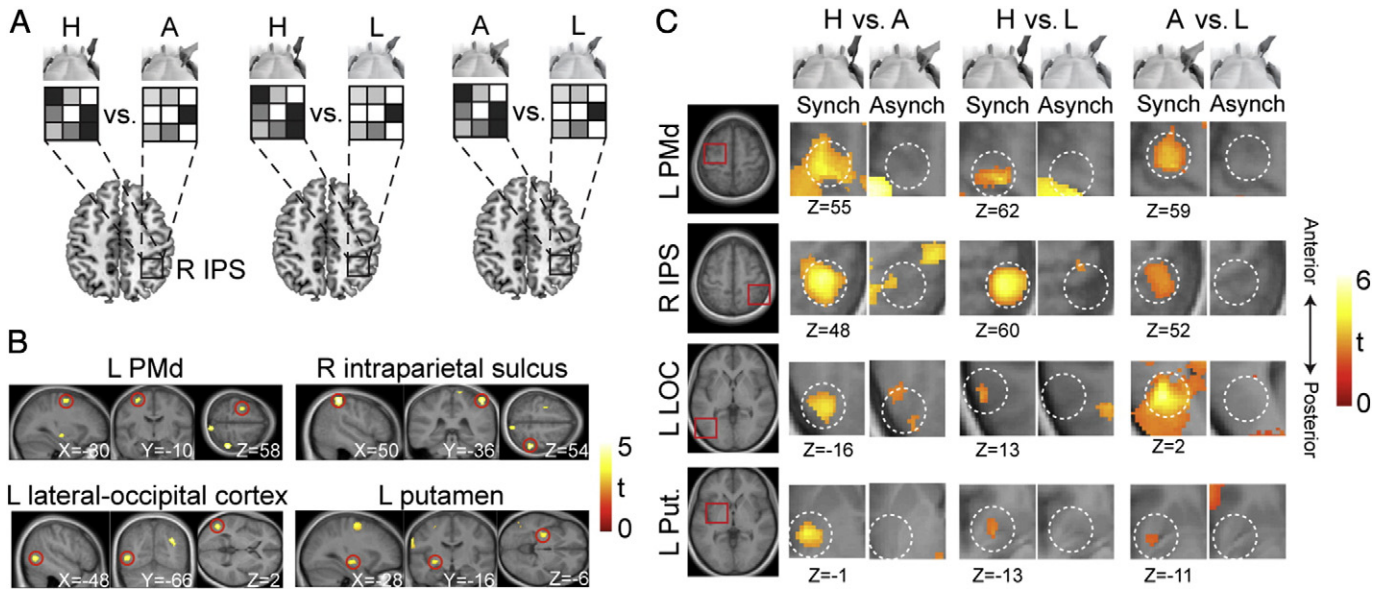 A
H A H L A L
vs. vs. vs.
R IPS
B
L PMd R intraparietal sulcus
X=-30 Y=-10 Z=58 X=50 Y=-36 Z=54
L lateral-occipital cortex L putamen
X=-48 Y=-66 Z=2 X=-28 Y=-16 Z=-6
5
t
0
C
H vs. A H vs. L A vs. L
Synch Asynch Synch Asynch Synch Asynch
L PMd
Z=55 Z=62 Z=59
R IPS
Z=48 Z=60 Z=52
L LOC
Z=-16 Z=13 Z=2
L Put.
Z=-1 Z=-13 Z=-11
Anterior
Posterior
6
t
0